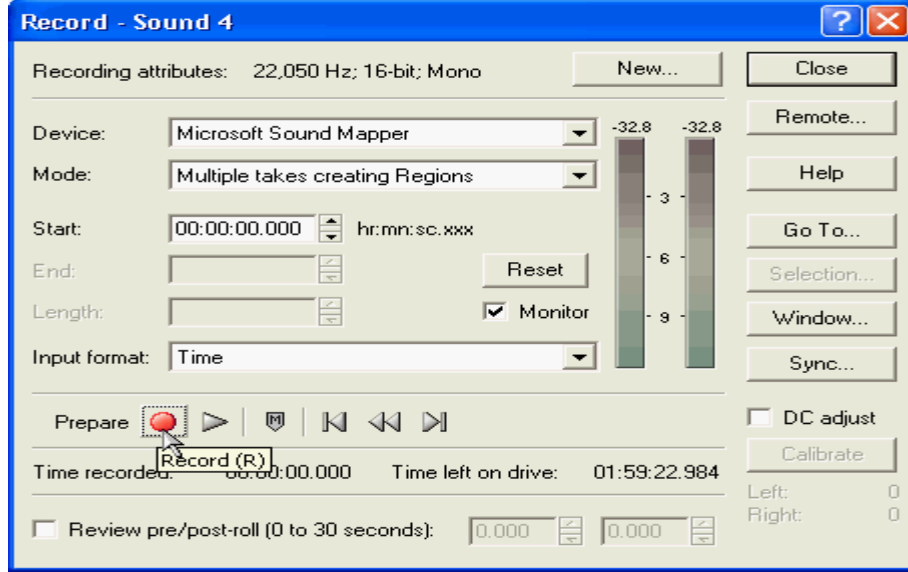 Record - Sound 4
Recording attributes: 22,050 Hz; 16-bit; Mono New... Close
Remote...
Device: Microsoft Sound Mapper -32.8 -32.8
Mode: Multiple takes creating Regions Help
3
Start: 00:00:00.000 hr:mn:sc.xxx Go To...
6
End: Reset Selection...
Length: Monitor 9 Window...
Input format: Time Sync...
Prepare M DC adjust
Record (R) Calibrate
Time recorded: 00:00:00.000 Time left on drive: 01:59:22.984
Left: 0
Right: 0
Review pre/post-roll (0 to 30 seconds): 0.000 0.000